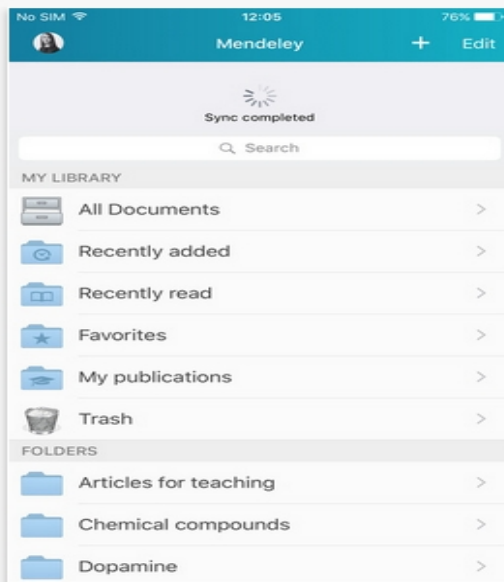 No SIM 12:05 76%
Mendeley + Edit
Sync completed
Search
MY LIBRARY
All Documents
Recently added
Recently read
Favorites
My publications
Trash
FOLDERS
Articles for teaching
Chemical compounds
Dopamine